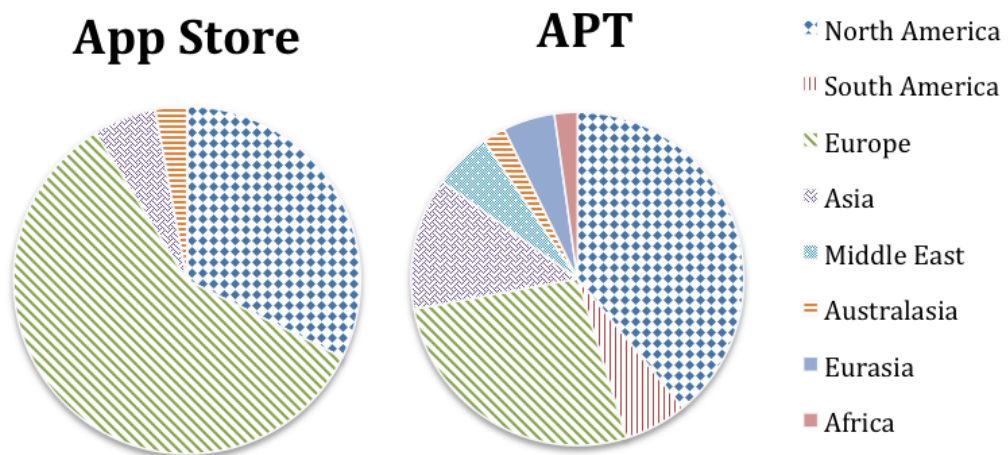 App Store
APT
North America
South America
Europe
Asia
Middle East
Australasia
Eurasia
Africa